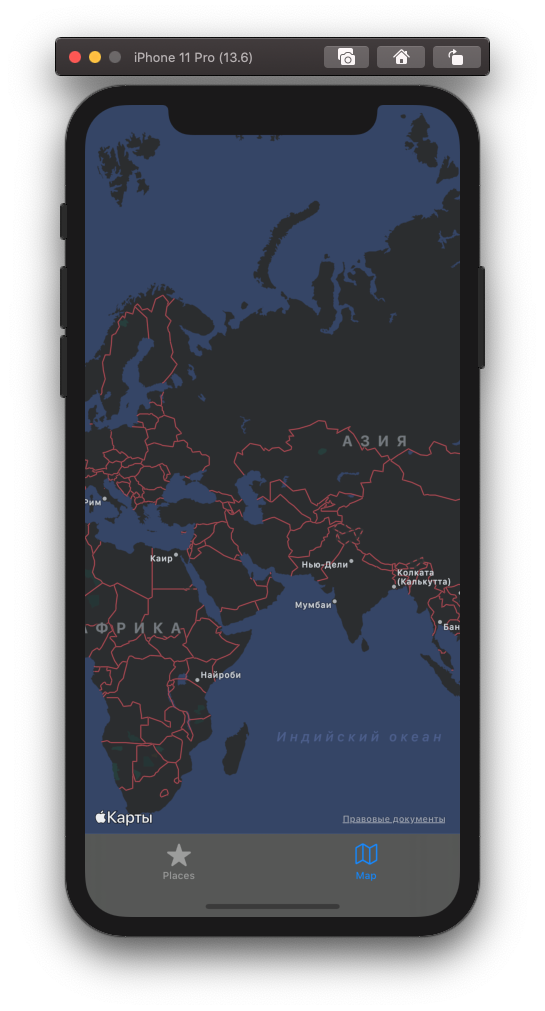 iPhone 11 Pro (13.6)
АЗИЯ
Рим
Каир
Нью-Дели
Колката
(Калькутта)
Мумбаи
Бан
АФРИКА
Найроби
Индийский океан
Карты
Правовые документы
Places
Map